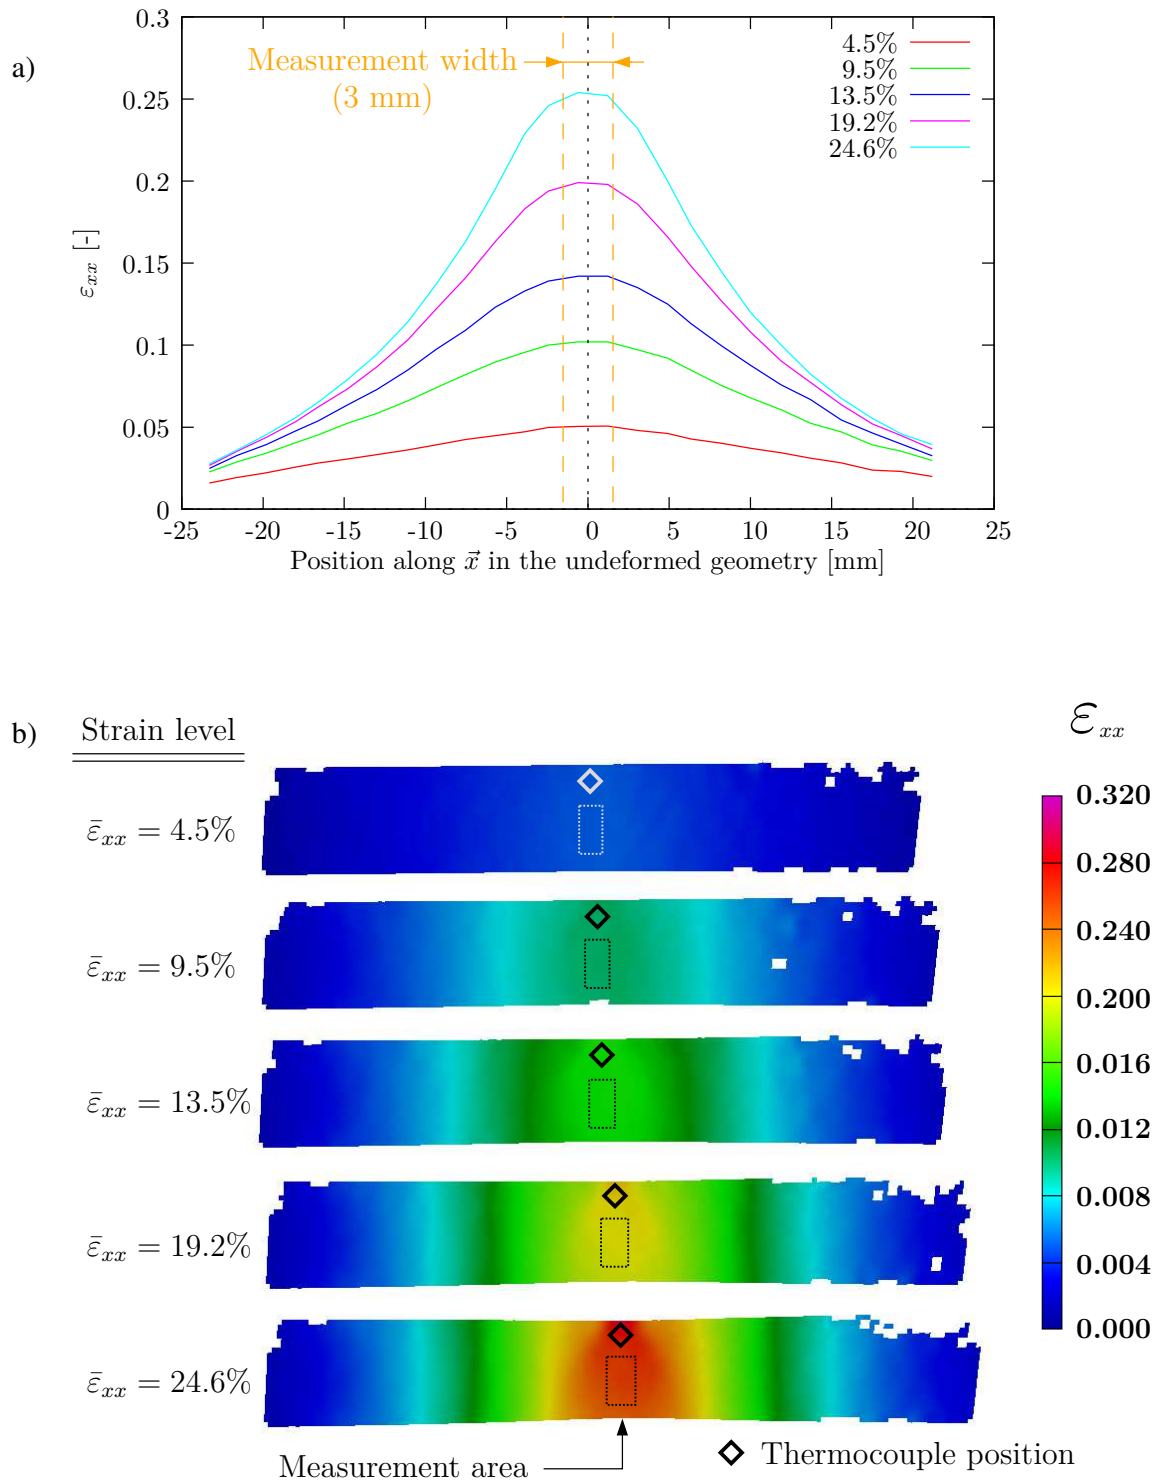 a)
0.3
0.25
0.2
0.15
0.1
0.05
0
ε_xx [-]
Measurement width
(3 mm)
4.5%
9.5%
13.5%
19.2%
24.6%
-25 -20 -15 -10 -5 0 5 10 15 20 25
Position along x⃗ in the undeformed geometry [mm]
b)
Strain level
ε̄_xx = 4.5%
ε̄_xx = 9.5%
ε̄_xx = 13.5%
ε̄_xx = 19.2%
ε̄_xx = 24.6%
Measurement area
Thermocouple position
ε_xx
0.320
0.280
0.240
0.200
0.016
0.012
0.008
0.004
0.000